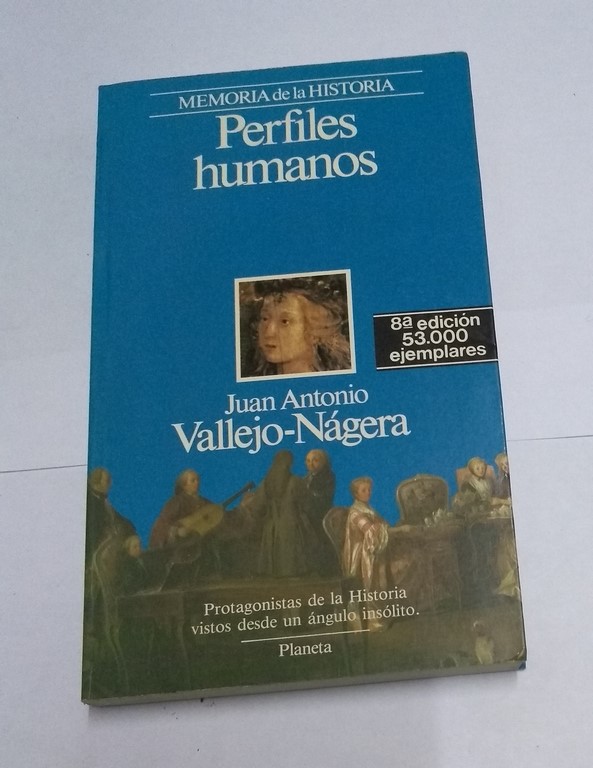 MEMORIA de la HISTORIA
Perfiles
humanos
8ª edición
53.000
ejemplares
Juan Antonio
Vallejo-Nágera
Protagonistas de la Historia
vistos desde un ángulo insólito.
Planeta